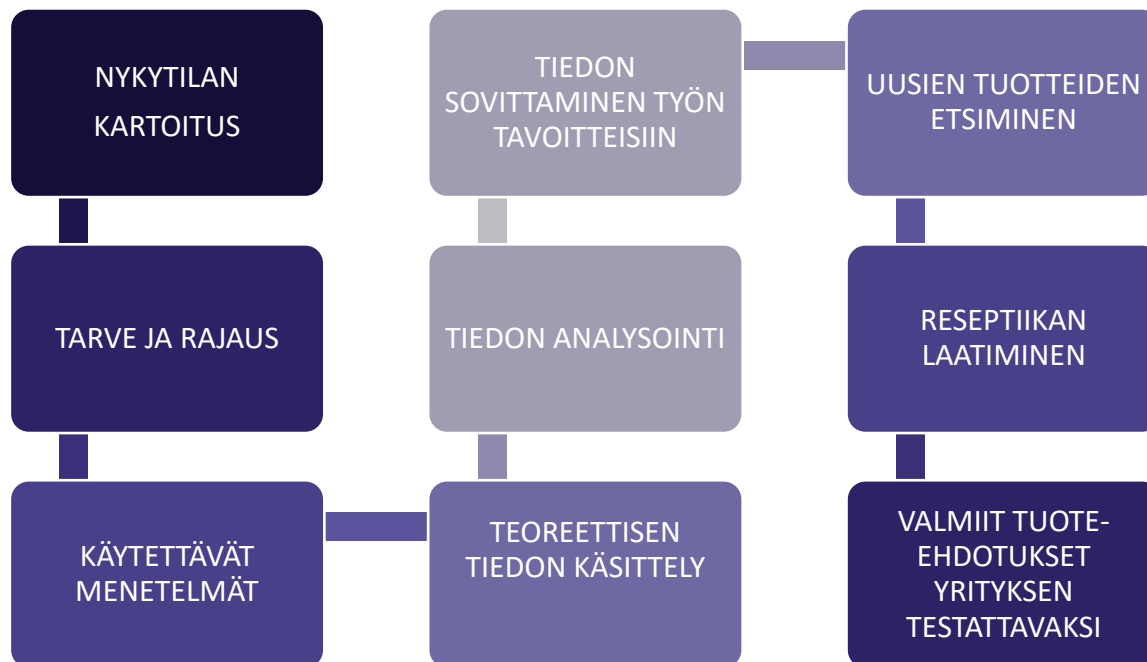 NYKYTILAN
KARTOITUS
TARVE JA RAJAUS
KÄYTETTÄVÄT
MENETELMÄT
TEOREETTISEN
TIEDON KÄSITTELY
TIEDON ANALYSOINTI
TIEDON
SOVITTAMINEN TYÖN
TAVOITTEISIIN
UUSIEN TUOTTEIDEN
ETSIMINEN
RESEPTIIKAN
LAATIMINEN
VALMIIT TUOTE-
EHDOTUKSET
YRITYKSEN
TESTATTAVAKSI